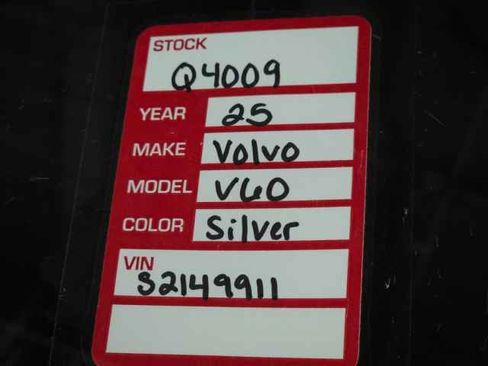 STOCK
Q4009
YEAR 25
MAKE Volvo
MODEL V60
COLOR Silver
VIN
S2149911